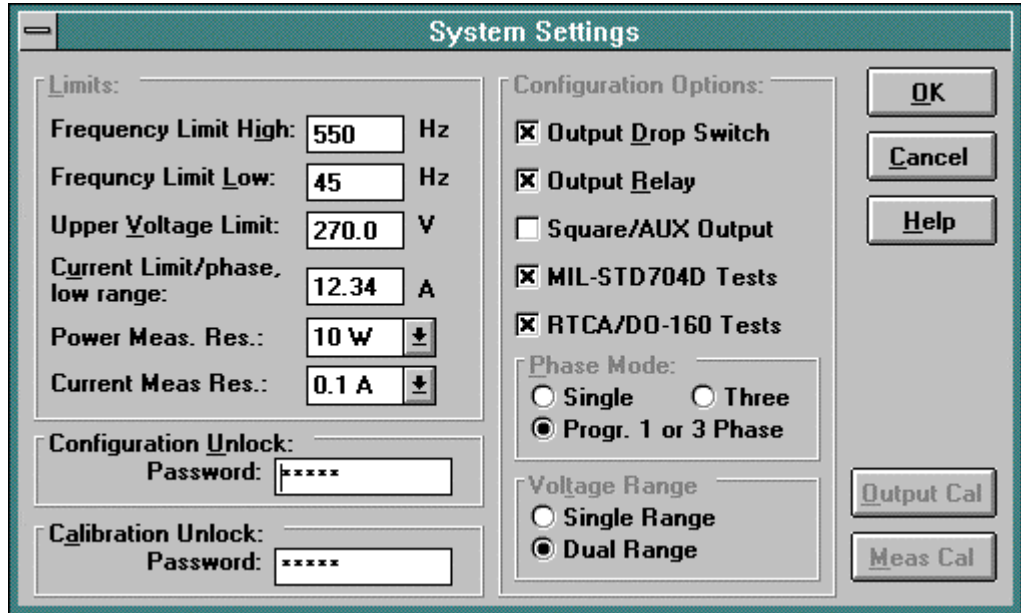 System Settings
Limits:
Frequency Limit High: 550 Hz
Frequncy Limit Low: 45 Hz
Upper Voltage Limit: 270.0 V
Current Limit/phase,
low range: 12.34 A
Power Meas. Res.: 10 W
Current Meas Res.: 0.1 A
Configuration Unlock:
Password: *****
Calibration Unlock:
Password: *****
Configuration Options:
Output Drop Switch
Output Relay
Square/AUX Output
MIL-STD704D Tests
RTCA/DO-160 Tests
Phase Mode:
Single Three
Progr. 1 or 3 Phase
Voltage Range
Single Range
Dual Range
OK
Cancel
Help
Output Cal
Meas Cal